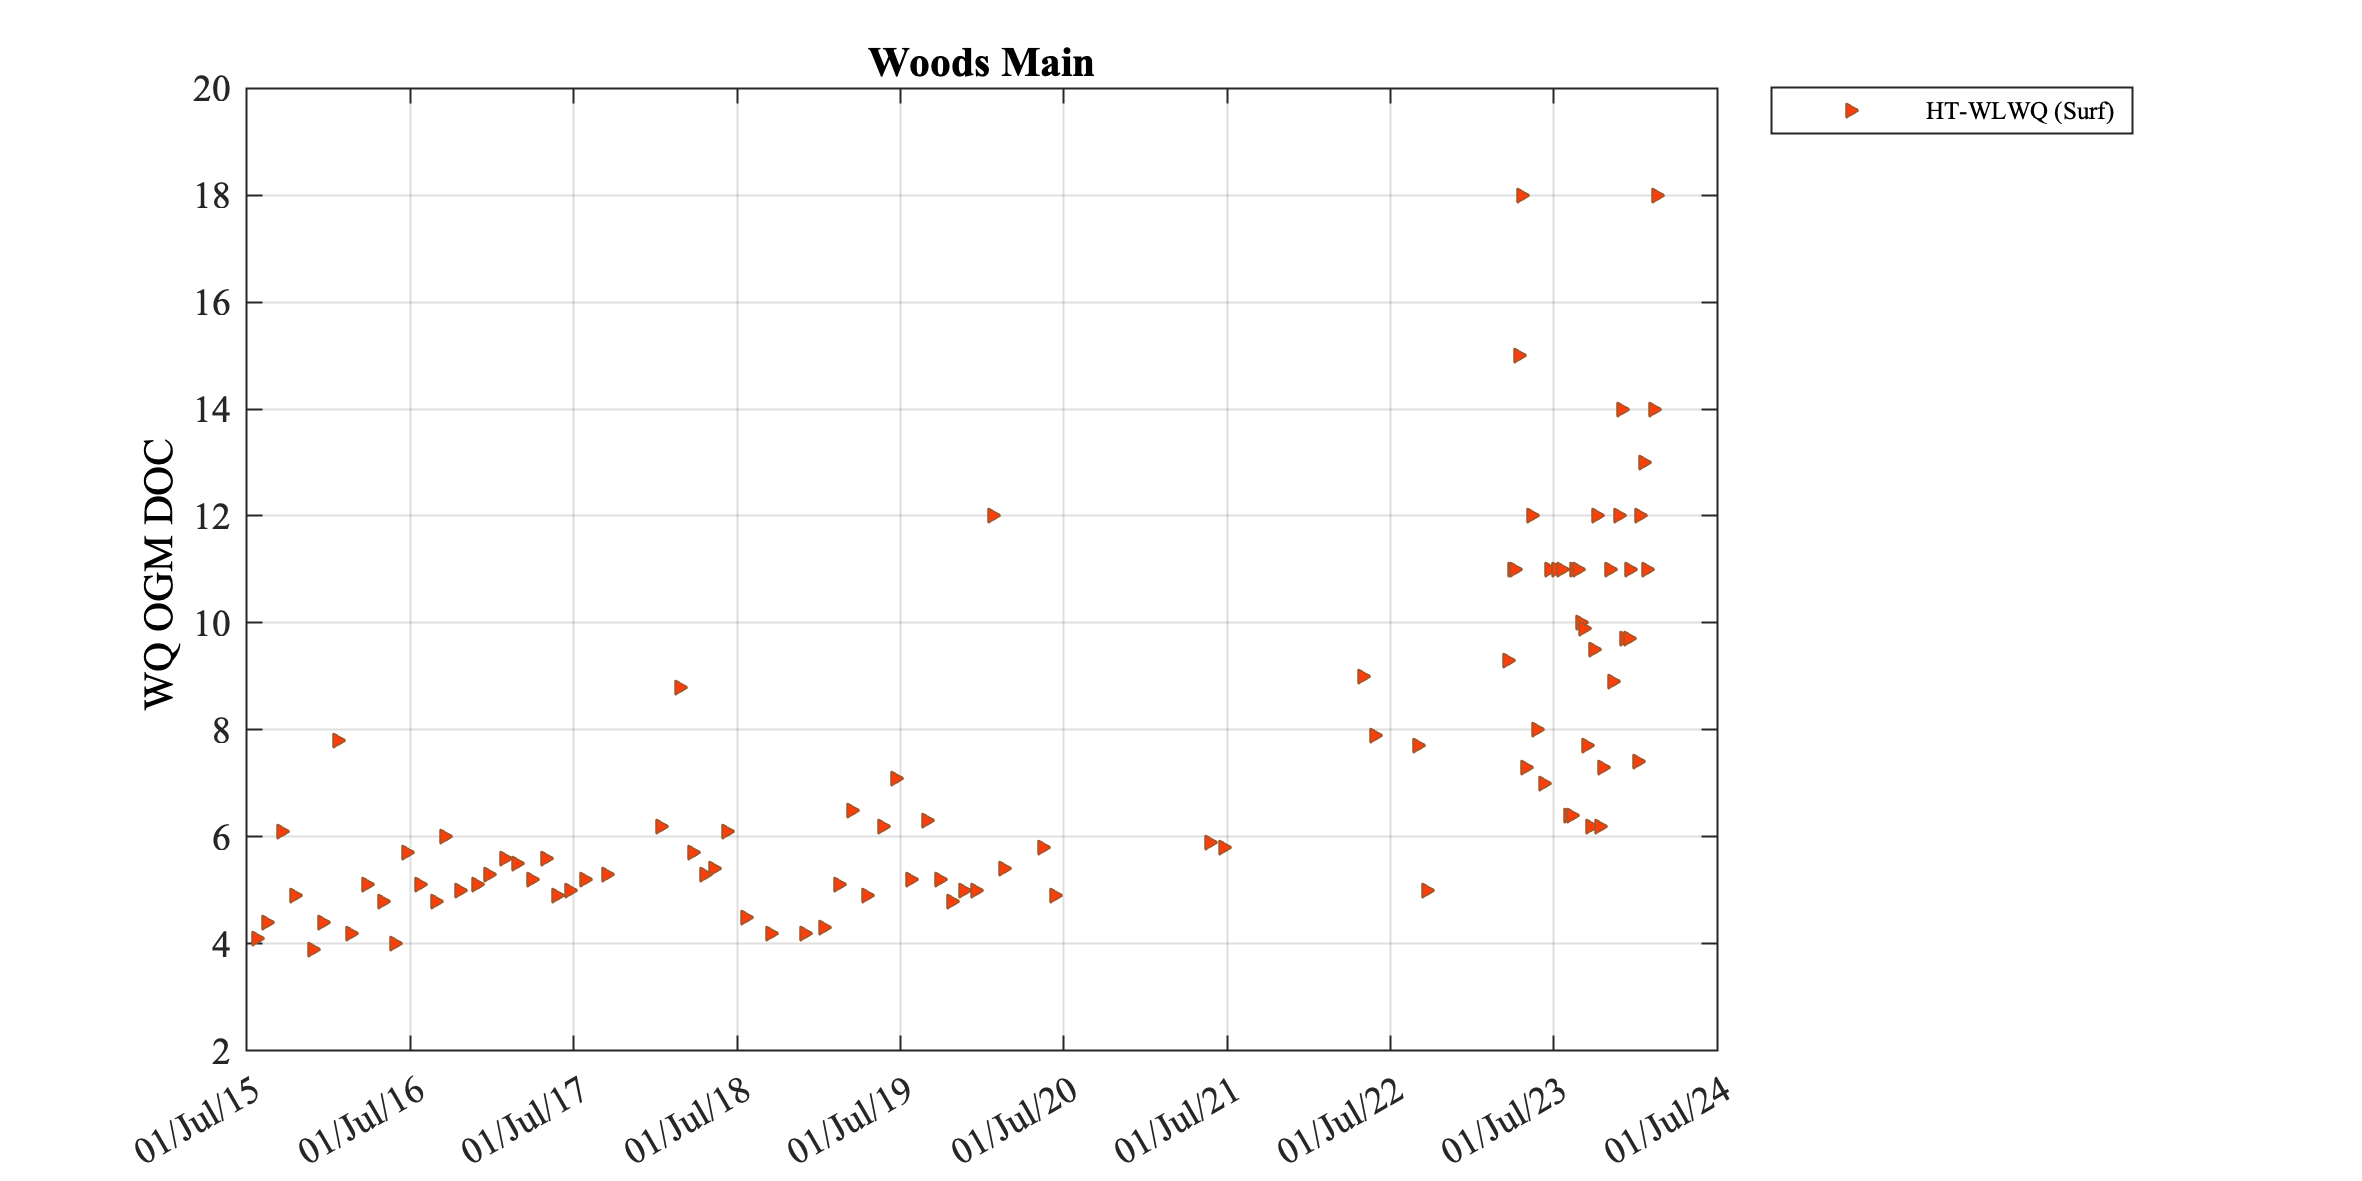 Woods Main
HT-WLWQ (Surf)
WQ OGM DOC
20
18
16
14
12
10
8
6
4
2
01/Jul/15
01/Jul/16
01/Jul/17
01/Jul/18
01/Jul/19
01/Jul/20
01/Jul/21
01/Jul/22
01/Jul/23
01/Jul/24